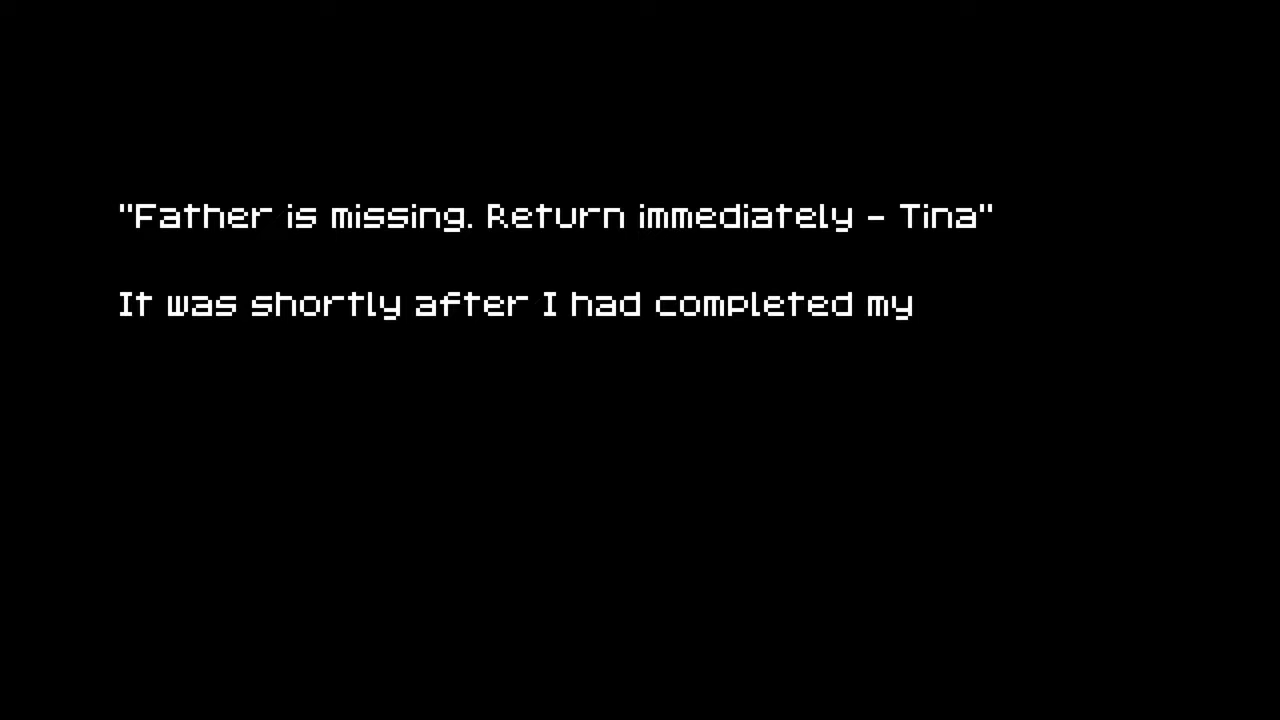 "Father is missing. Return immediately - Tina"
It was shortly after I had completed my